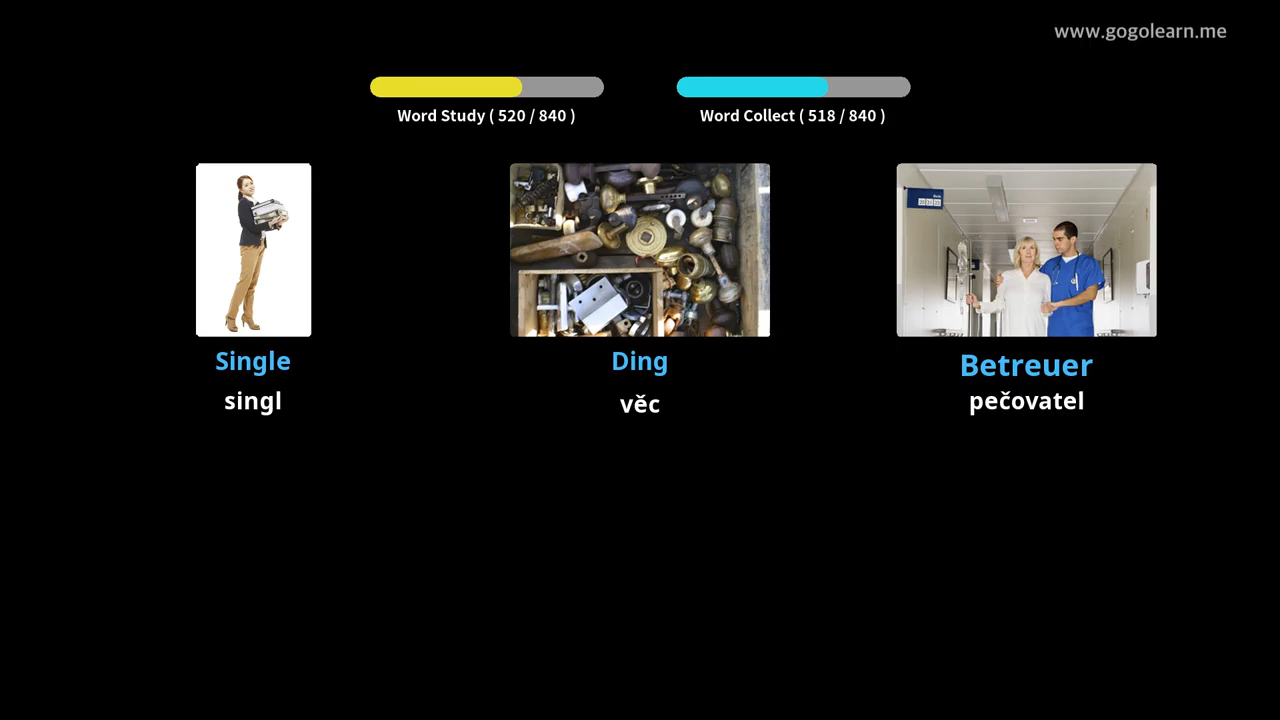 www.gogolearn.me
Word Study ( 520 / 840 )
Word Collect ( 518 / 840 )
Single
singl
Ding
věc
Betreuer
pečovatel